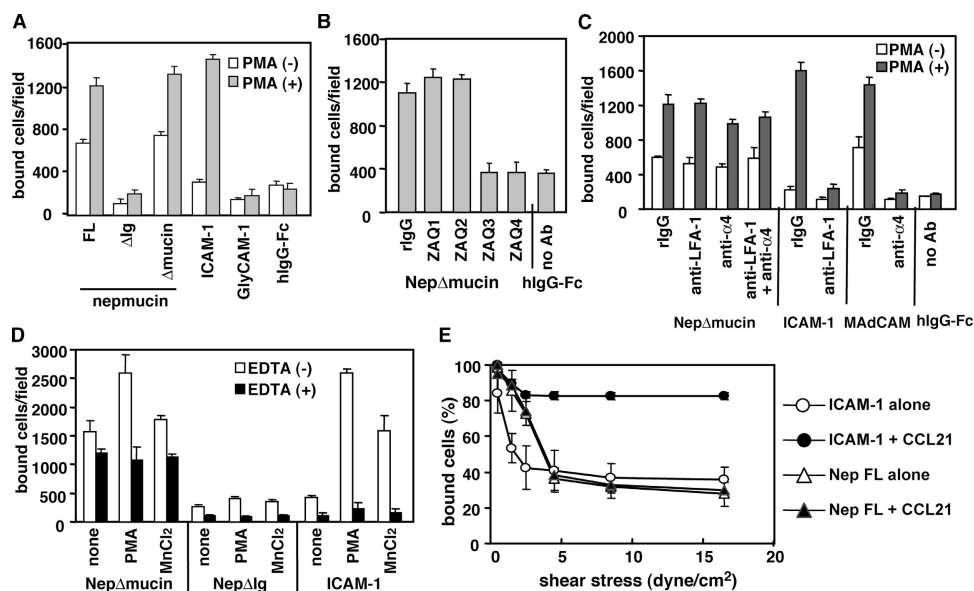 A
bound cells/field
1600
1200
800
400
0
PMA (-)
PMA (+)
FL
ΔIg
Δmucin
ICAM-1
GlyCAM-1
hIgG-Fc
nepmucin
B
bound cells/field
1600
1200
800
400
0
rIgG
ZAQ1
ZAQ2
ZAQ3
ZAQ4
no Ab
NepΔmucin
hIgG-Fc
C
bound cells/field
2000
1600
1200
800
400
0
PMA (-)
PMA (+)
rIgG
anti-LFA-1
anti-α4
anti-LFA-1
+ anti-α4
rIgG
anti-LFA-1
rIgG
anti-α4
no Ab
NepΔmucin
ICAM-1
MAdCAM
hIgG-Fc
D
bound cells/field
3000
2500
2000
1500
1000
500
0
EDTA (-)
EDTA (+)
none
PMA
MnCl2
none
PMA
MnCl2
none
PMA
MnCl2
NepΔmucin
NepΔIg
ICAM-1
E
bound cells (%)
100
80
60
40
20
0
0
5
10
15
20
shear stress (dyne/cm²)
ICAM-1 alone
ICAM-1 + CCL21
Nep FL alone
Nep FL + CCL21